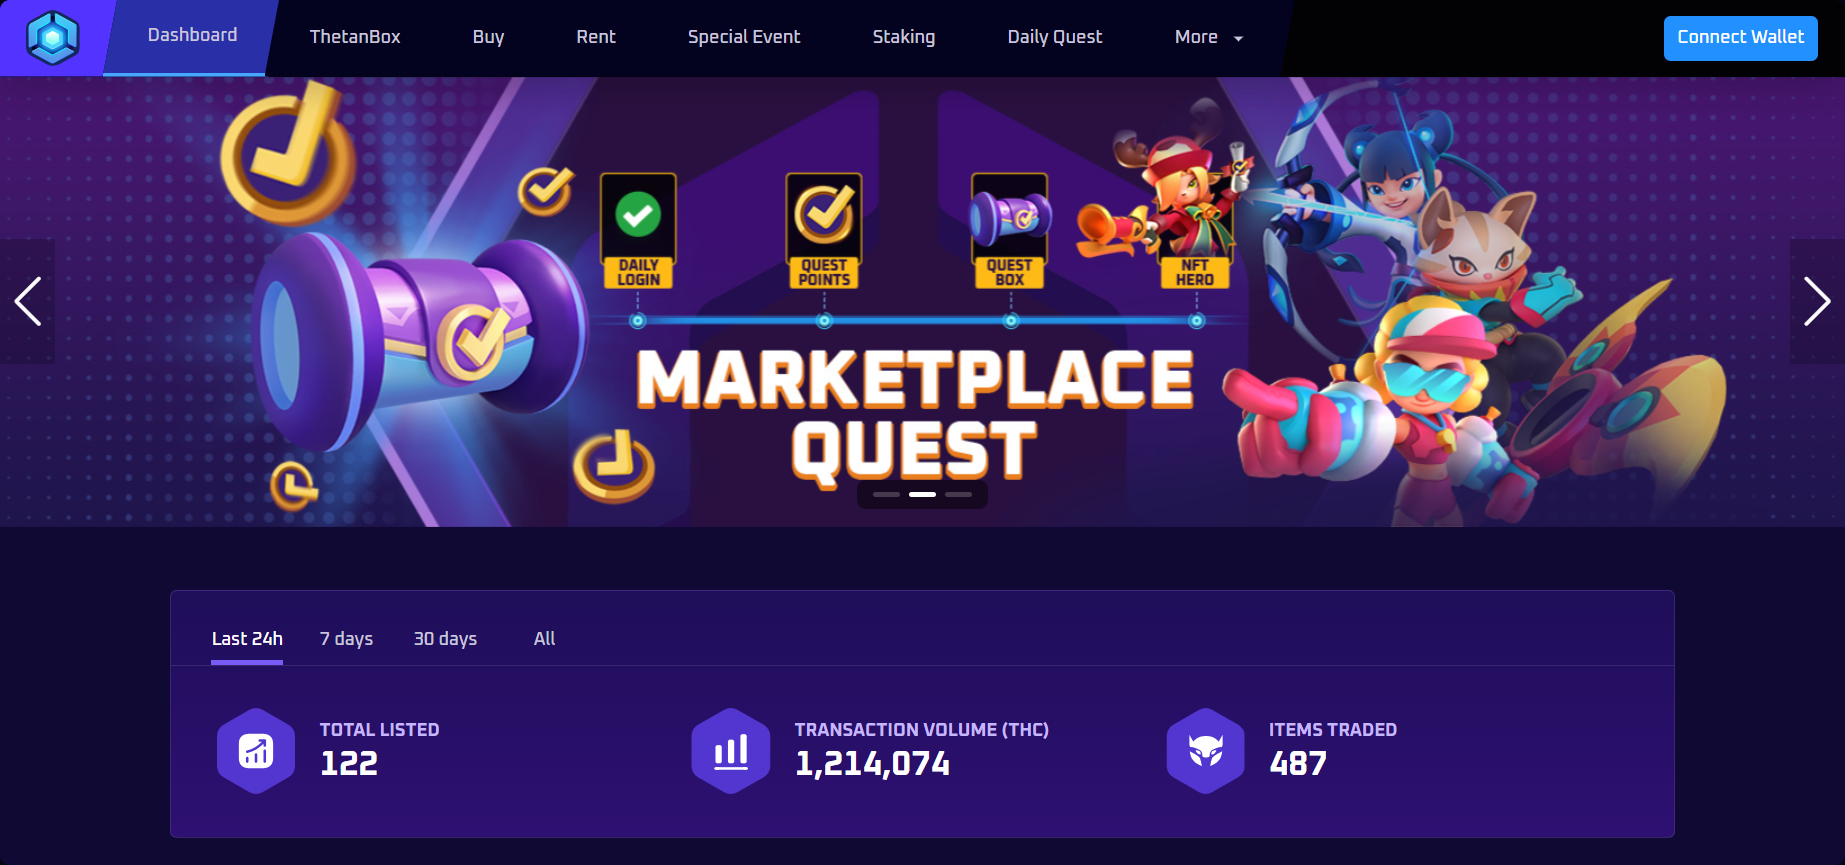 Dashboard
ThetanBox
Buy
Rent
Special Event
Staking
Daily Quest
More
Connect Wallet
DAILY
LOGIN
QUEST
POINTS
QUEST
BOX
NFT
HERO
MARKETPLACE
QUEST
Last 24h
7 days
30 days
All
TOTAL LISTED
122
TRANSACTION VOLUME (THC)
1,214,074
ITEMS TRADED
487